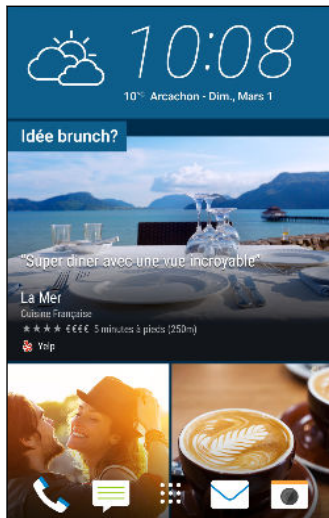 10:08
10°c Arcachon - Dim., Mars 1
Idée brunch?
"Super diner avec une vue incroyable"
La Mer
Cuisine Française
★★★★ €€€€ 5 minutes à pieds (250m)
Yelp